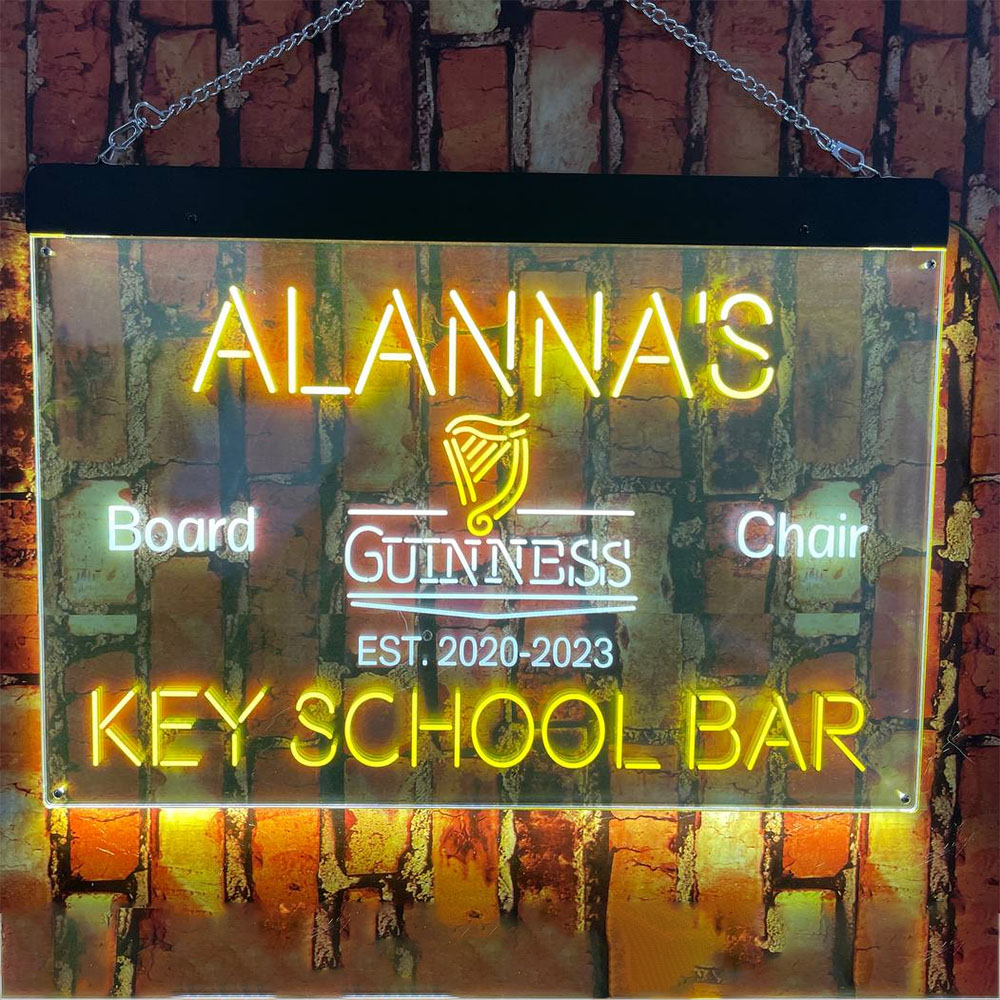 ALANNA'S
Board
Chair
GUINNESS
EST. 2020-2023
KEY SCHOOL BAR